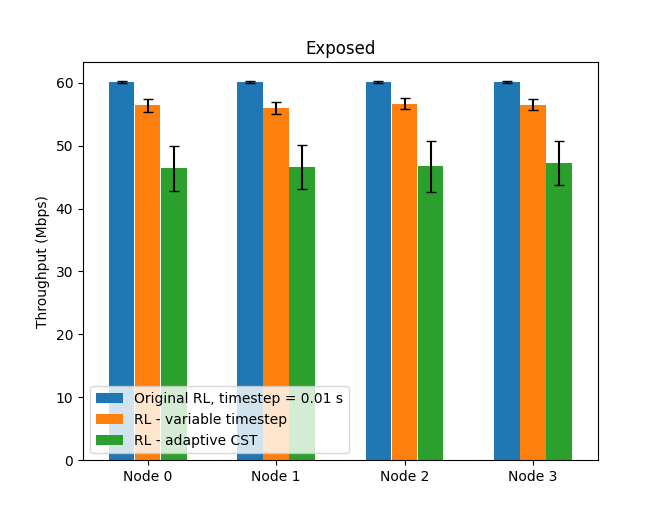 Exposed
Throughput (Mbps)
60
50
40
30
20
10
0
Original RL, timestep = 0.01 s
RL - variable timestep
RL - adaptive CST
Node 0
Node 1
Node 2
Node 3